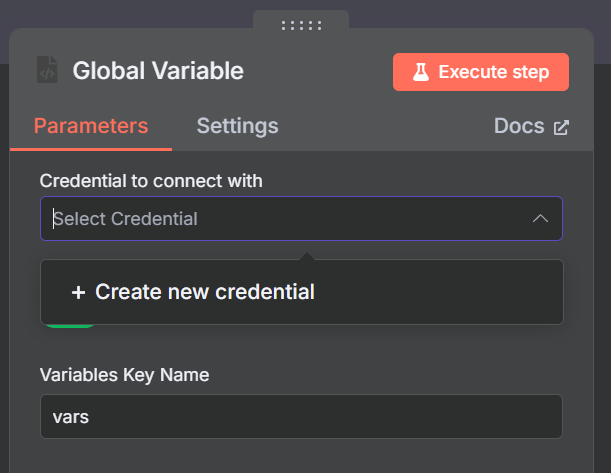 Global Variable
Execute step
Parameters
Settings
Docs
Credential to connect with
Select Credential
+ Create new credential
Variables Key Name
vars